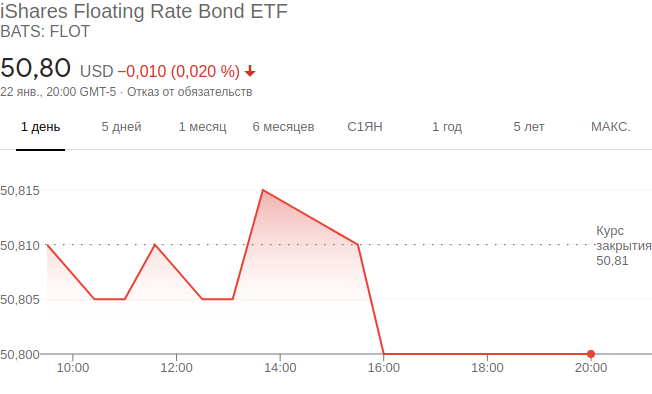 iShares Floating Rate Bond ETF
BATS: FLOT
50,80 USD −0,010 (0,020 %)
22 янв., 20:00 GMT-5 · Отказ от обязательств
1 день 5 дней 1 месяц 6 месяцев С1ЯН 1 год 5 лет МАКС.
50,815
Курс
50,810 закрытия
50,81
50,805
50,800
10:00 12:00 14:00 16:00 18:00 20:00